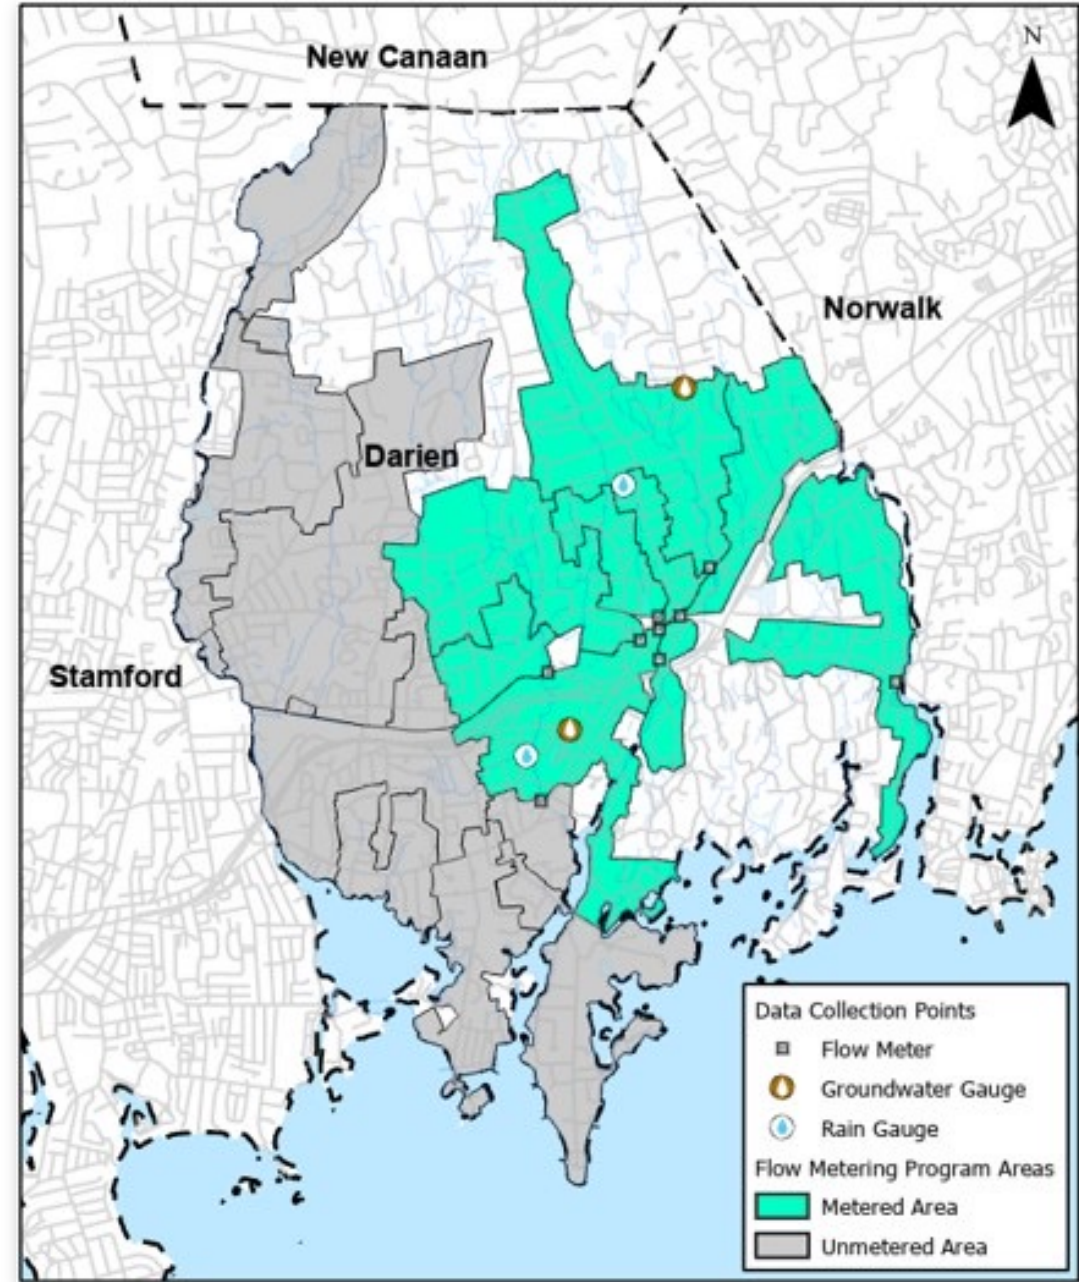 New Canaan
N
Norwalk
Darien
Stamford
Data Collection Points
Flow Meter
Groundwater Gauge
Rain Gauge
Flow Metering Program Areas
Metered Area
Unmetered Area